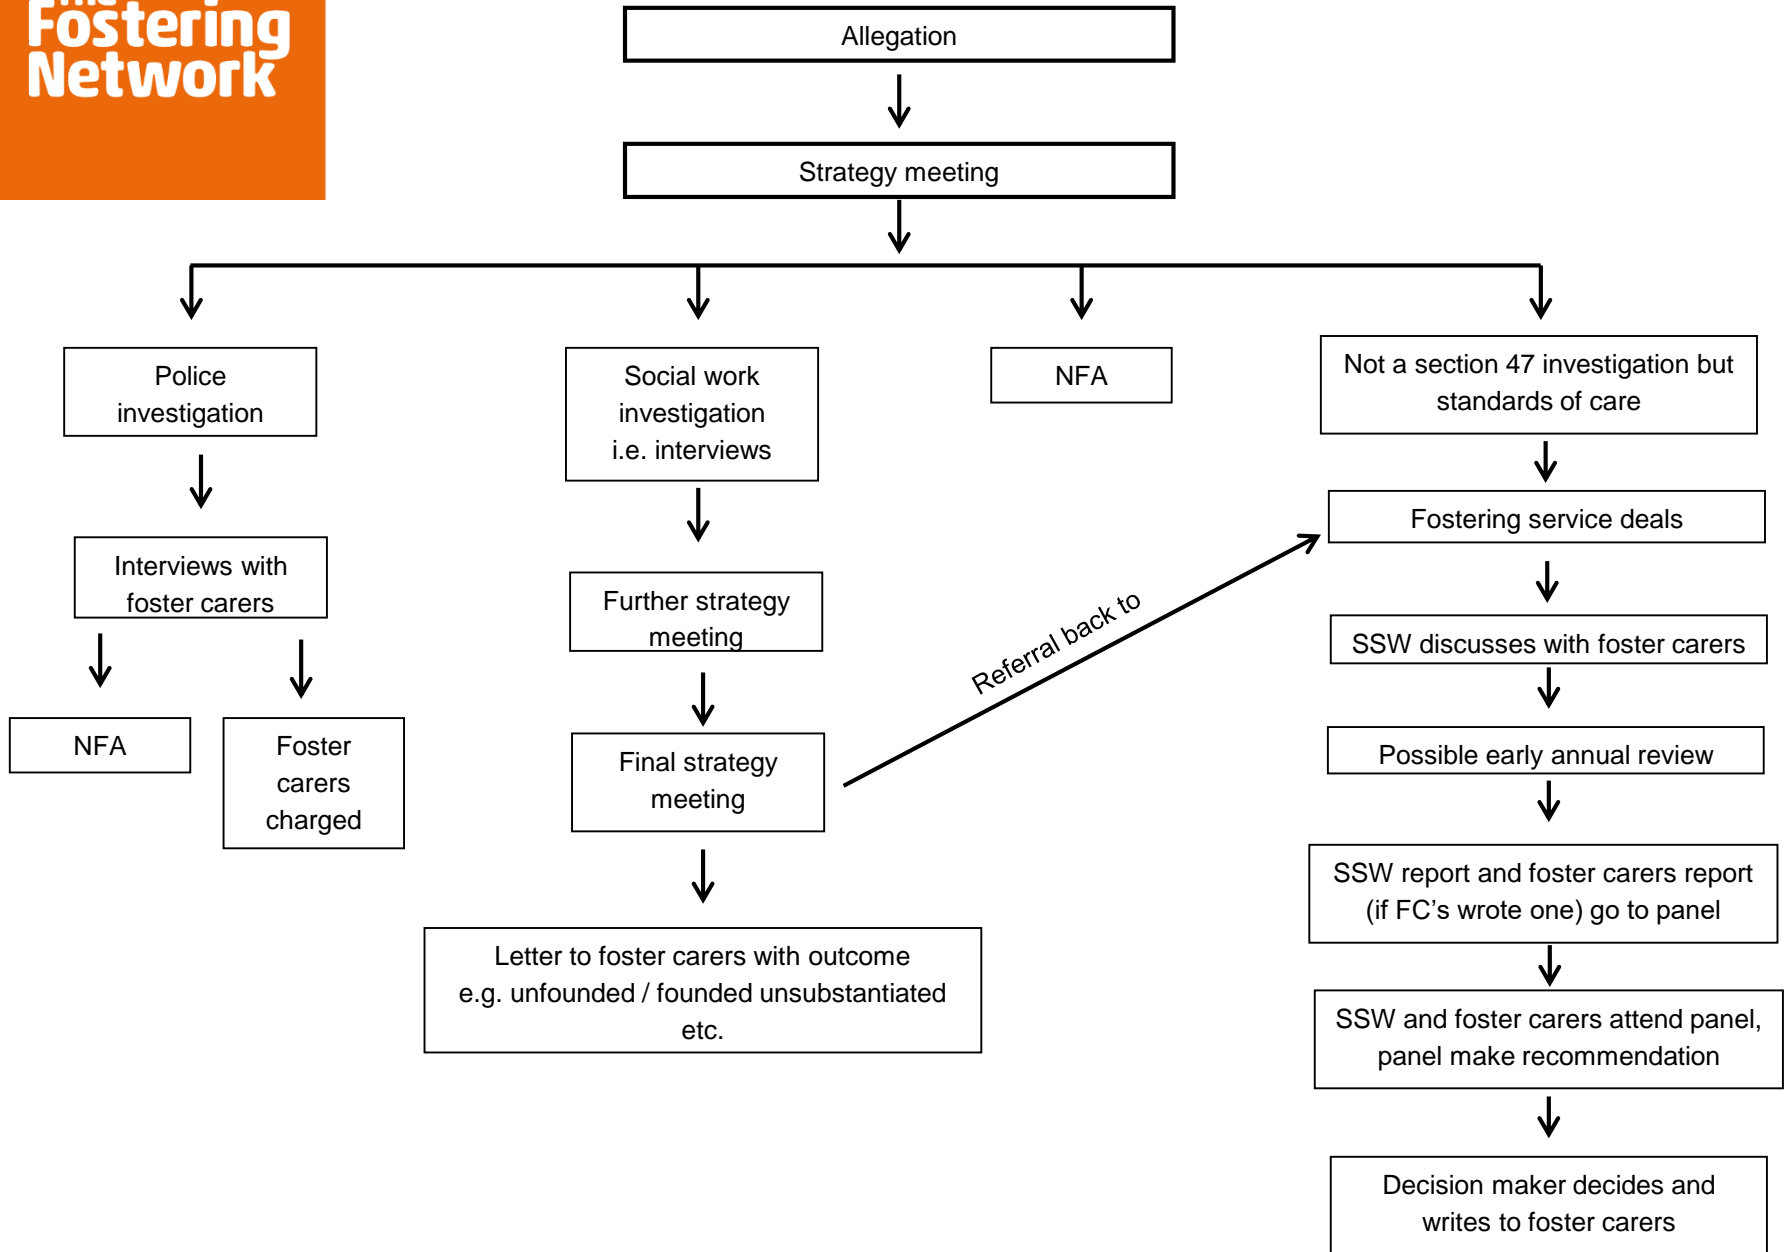 The
Fostering
Network
Allegation
Strategy meeting
Police
investigation
Interviews with
foster carers
NFA
Foster
carers
charged
Social work
investigation
i.e. interviews
Further strategy
meeting
Final strategy
meeting
Letter to foster carers with outcome
e.g. unfounded / founded unsubstantiated
etc.
Referral back to
NFA
Not a section 47 investigation but
standards of care
Fostering service deals
SSW discusses with foster carers
Possible early annual review
SSW report and foster carers report
(if FC's wrote one) go to panel
SSW and foster carers attend panel,
panel make recommendation
Decision maker decides and
writes to foster carers